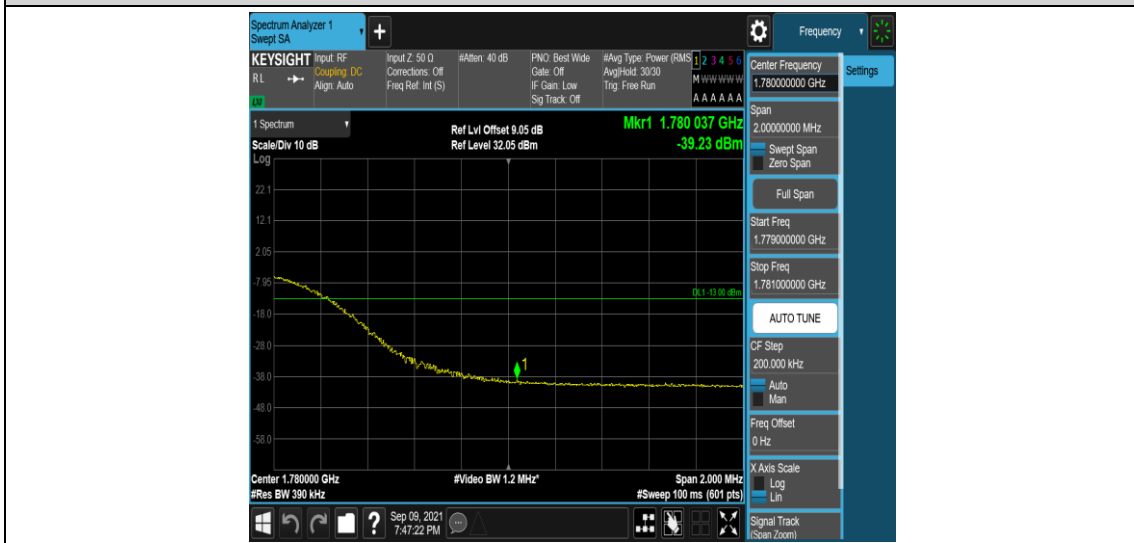 Spectrum Analyzer 1
Swept SA
+
Frequency
KEYSIGHT
RL
LXI
Input: RF
Coupling: DC
Align: Auto
Input Z: 50 Ω
Corrections: Off
Freq Ref: Int (S)
#Atten: 40 dB
PNO: Best Wide
Gate: Off
IF Gain: Low
Sig Track: Off
#Avg Type: Power (RMS
Avg|Hold: 30/30
Trig: Free Run
1 2 3 4 5 6
M W W W W W
A A A A A A
1 Spectrum
Scale/Div 10 dB
Log
Ref Lvl Offset 9.05 dB
Ref Level 32.05 dBm
Mkr1 1.780 037 GHz
-39.23 dBm
22.1
12.1
2.05
-7.95
DL1 -13.00 dBm
-18.0
-28.0
1
-38.0
-48.0
-58.0
Center 1.780000 GHz
#Res BW 390 kHz
#Video BW 1.2 MHz*
Span 2.000 MHz
#Sweep 100 ms (601 pts)
?
Sep 09, 2021
7:47:22 PM
Center Frequency
1.780000000 GHz
Settings
Span
2.00000000 MHz
Swept Span
Zero Span
Full Span
Start Freq
1.779000000 GHz
Stop Freq
1.781000000 GHz
AUTO TUNE
CF Step
200.000 kHz
Auto
Man
Freq Offset
0 Hz
X Axis Scale
Log
Lin
Signal Track
(Span Zoom)